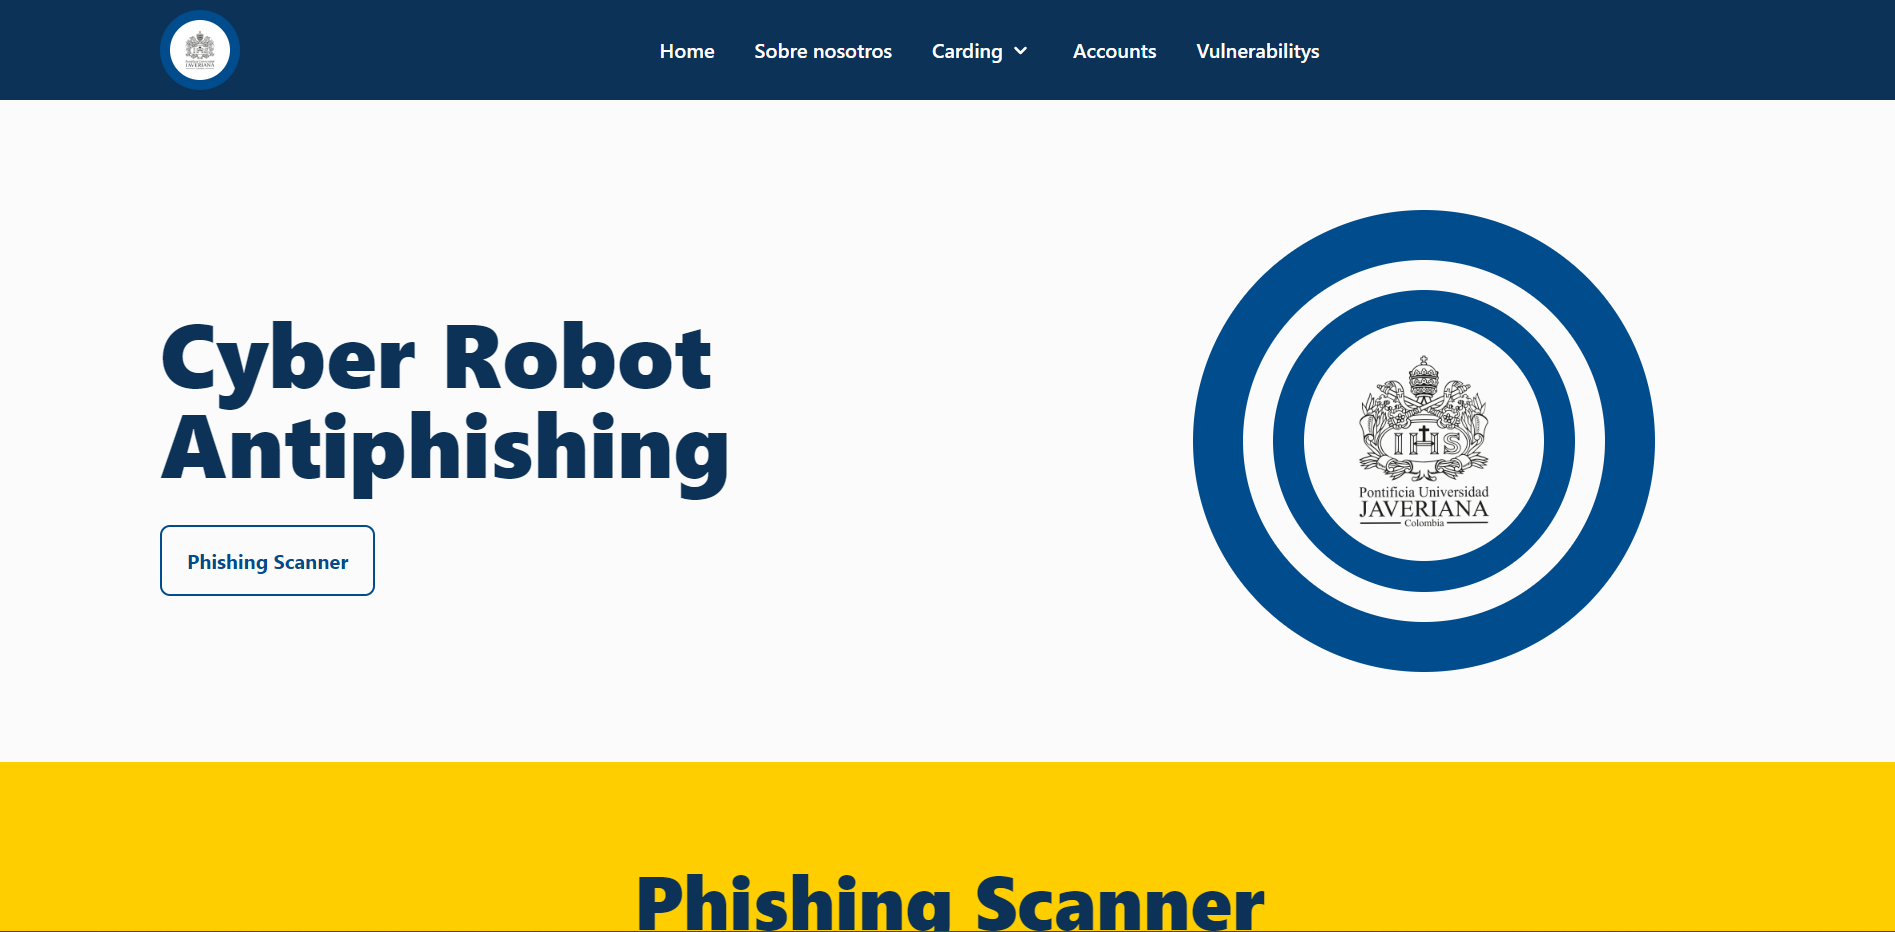 Home Sobre nosotros Carding Accounts Vulnerabilitys
Cyber Robot
Antiphishing
Phishing Scanner
IHS
Pontificia Universidad
JAVERIANA
Colombia
Phishing Scanner